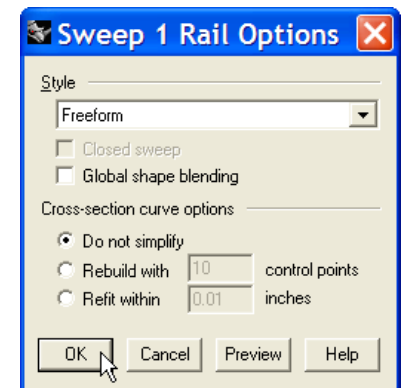 Sweep 1 Rail Options
Style
Freeform
Closed sweep
Global shape blending
Cross-section curve options
Do not simplify
Rebuild with 10 control points
Refit within 0.01 inches
OK Cancel Preview Help